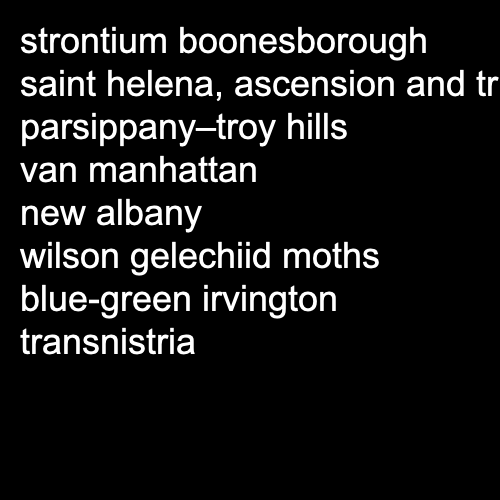 strontium boonesborough
saint helena, ascension and tr
parsippany–troy hills
van manhattan
new albany
wilson gelechiid moths
blue-green irvington
transnistria